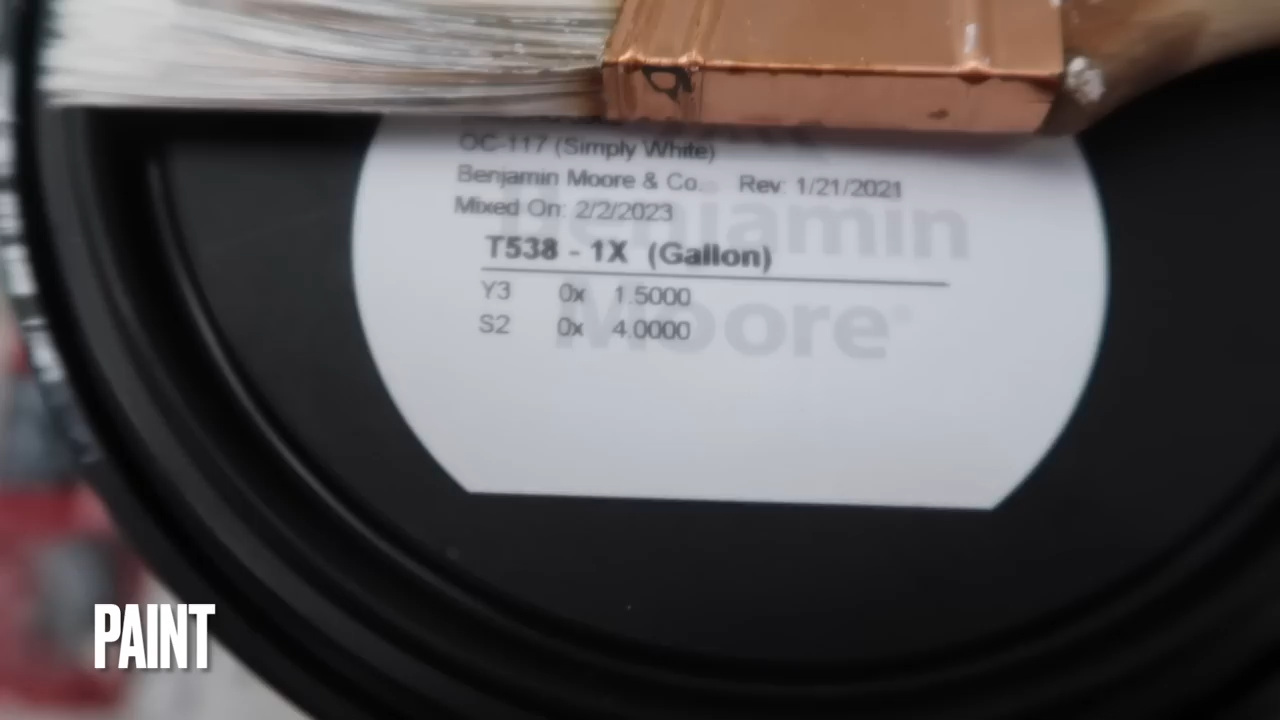 OC-117 (Simply White)
Benjamin Moore & Co. Rev: 1/21/2021
Mixed On: 2/2/2023
Benjamin
T538 - 1X (Gallon)
Y3 0x 1.5000
Moore
S2 0x 4.0000
PAINT